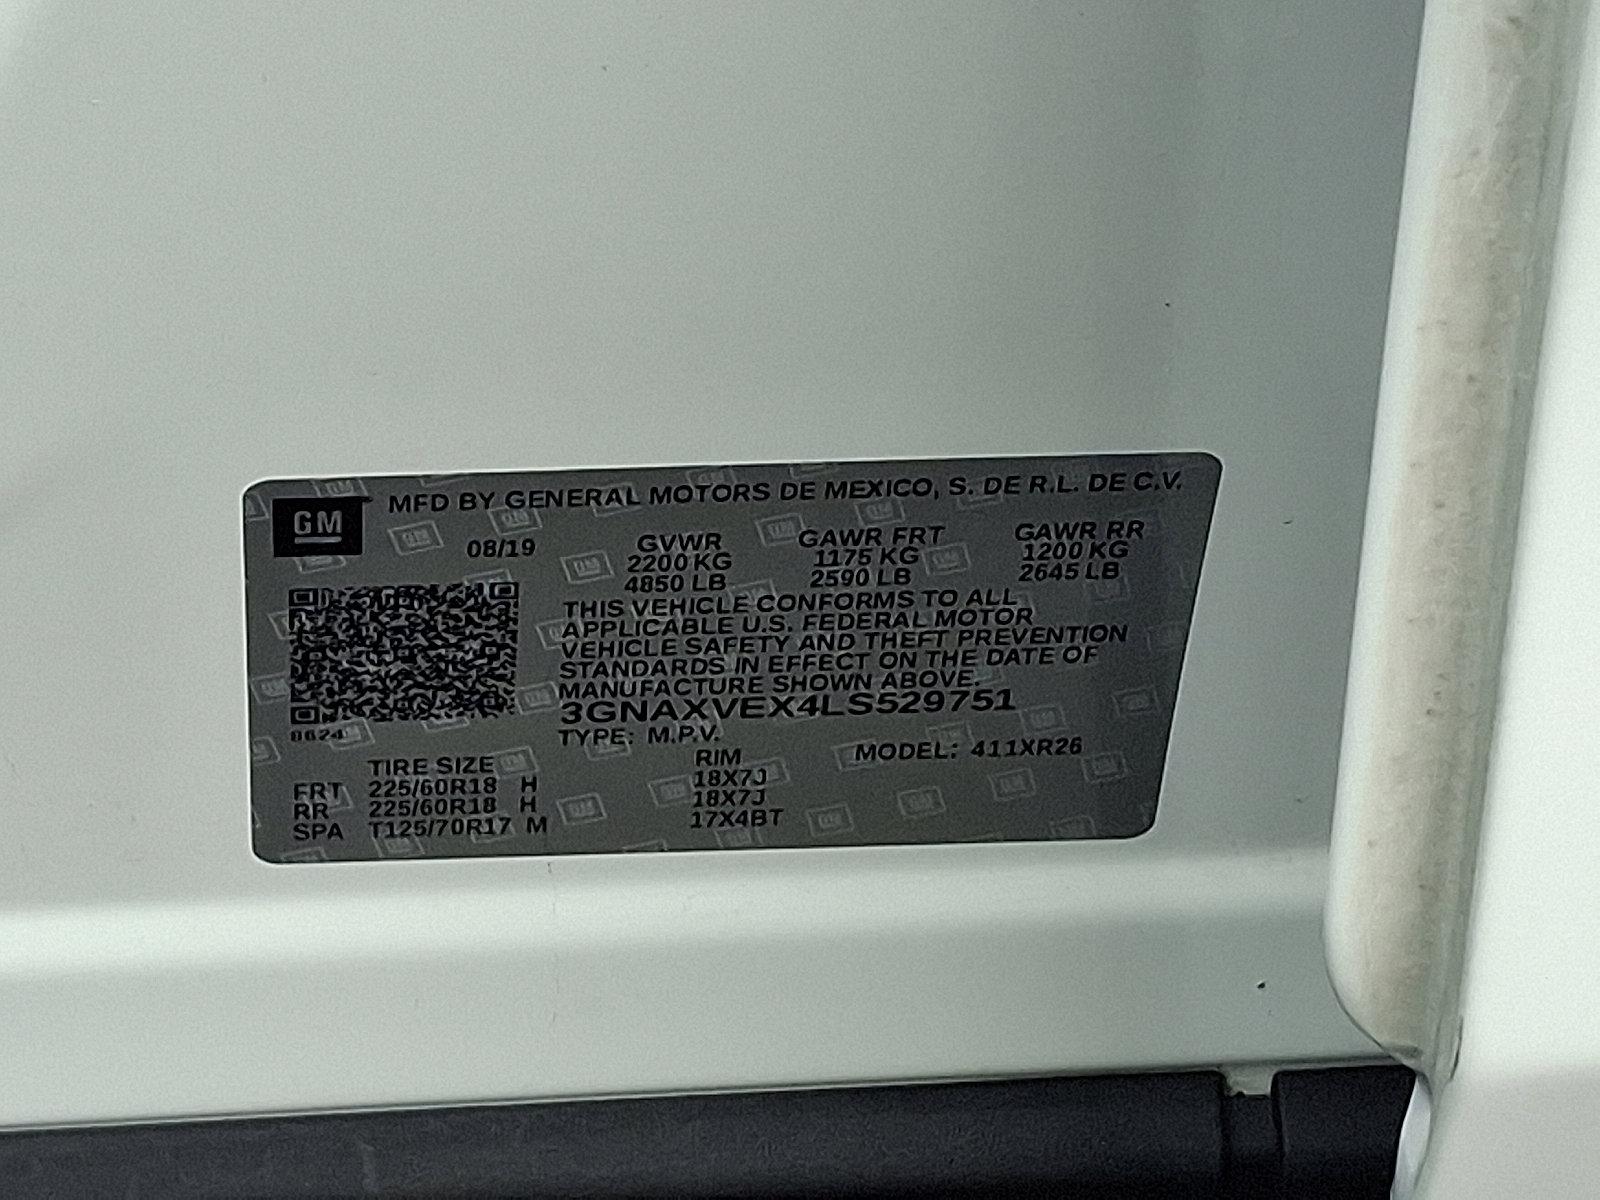 GM
MFD BY GENERAL MOTORS DE MEXICO, S. DE R.L. DE C.V.
08/19
GVWR GAWR FRT GAWR RR
2200 KG 1175 KG 1200 KG
4850 LB 2590 LB 2645 LB
THIS VEHICLE CONFORMS TO ALL
APPLICABLE U.S. FEDERAL MOTOR
VEHICLE SAFETY AND THEFT PREVENTION
STANDARDS IN EFFECT ON THE DATE OF
MANUFACTURE SHOWN ABOVE.
3GNAXVEX4LS529751
8624
TYPE: M.P.V.
MODEL: 411XR26
TIRE SIZE RIM
FRT 225/60R18 H 18X7J
RR 225/60R18 H 18X7J
SPA T125/70R17 M 17X4BT